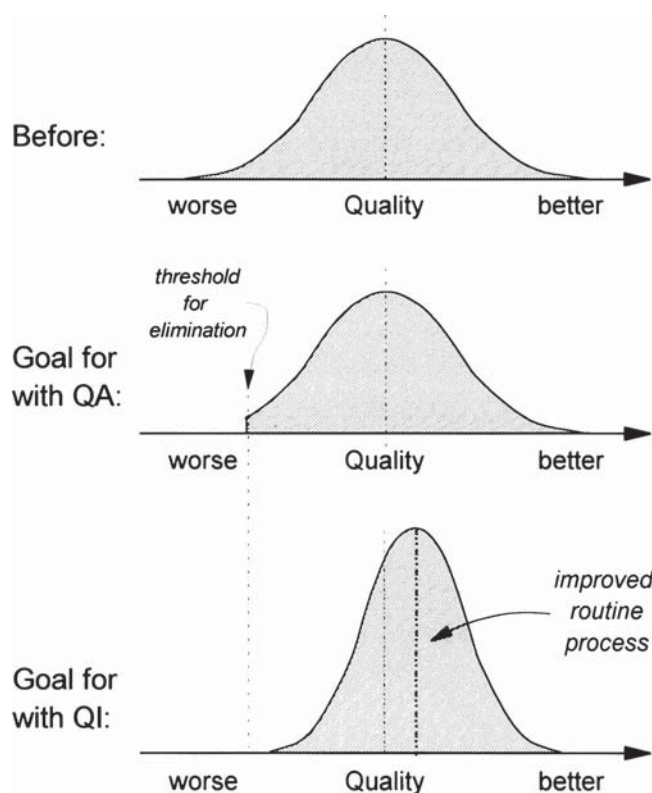 Before:
worse Quality better
threshold
for
elimination
Goal for
with QA:
worse Quality better
improved
routine
process
Goal for
with QI:
worse Quality better